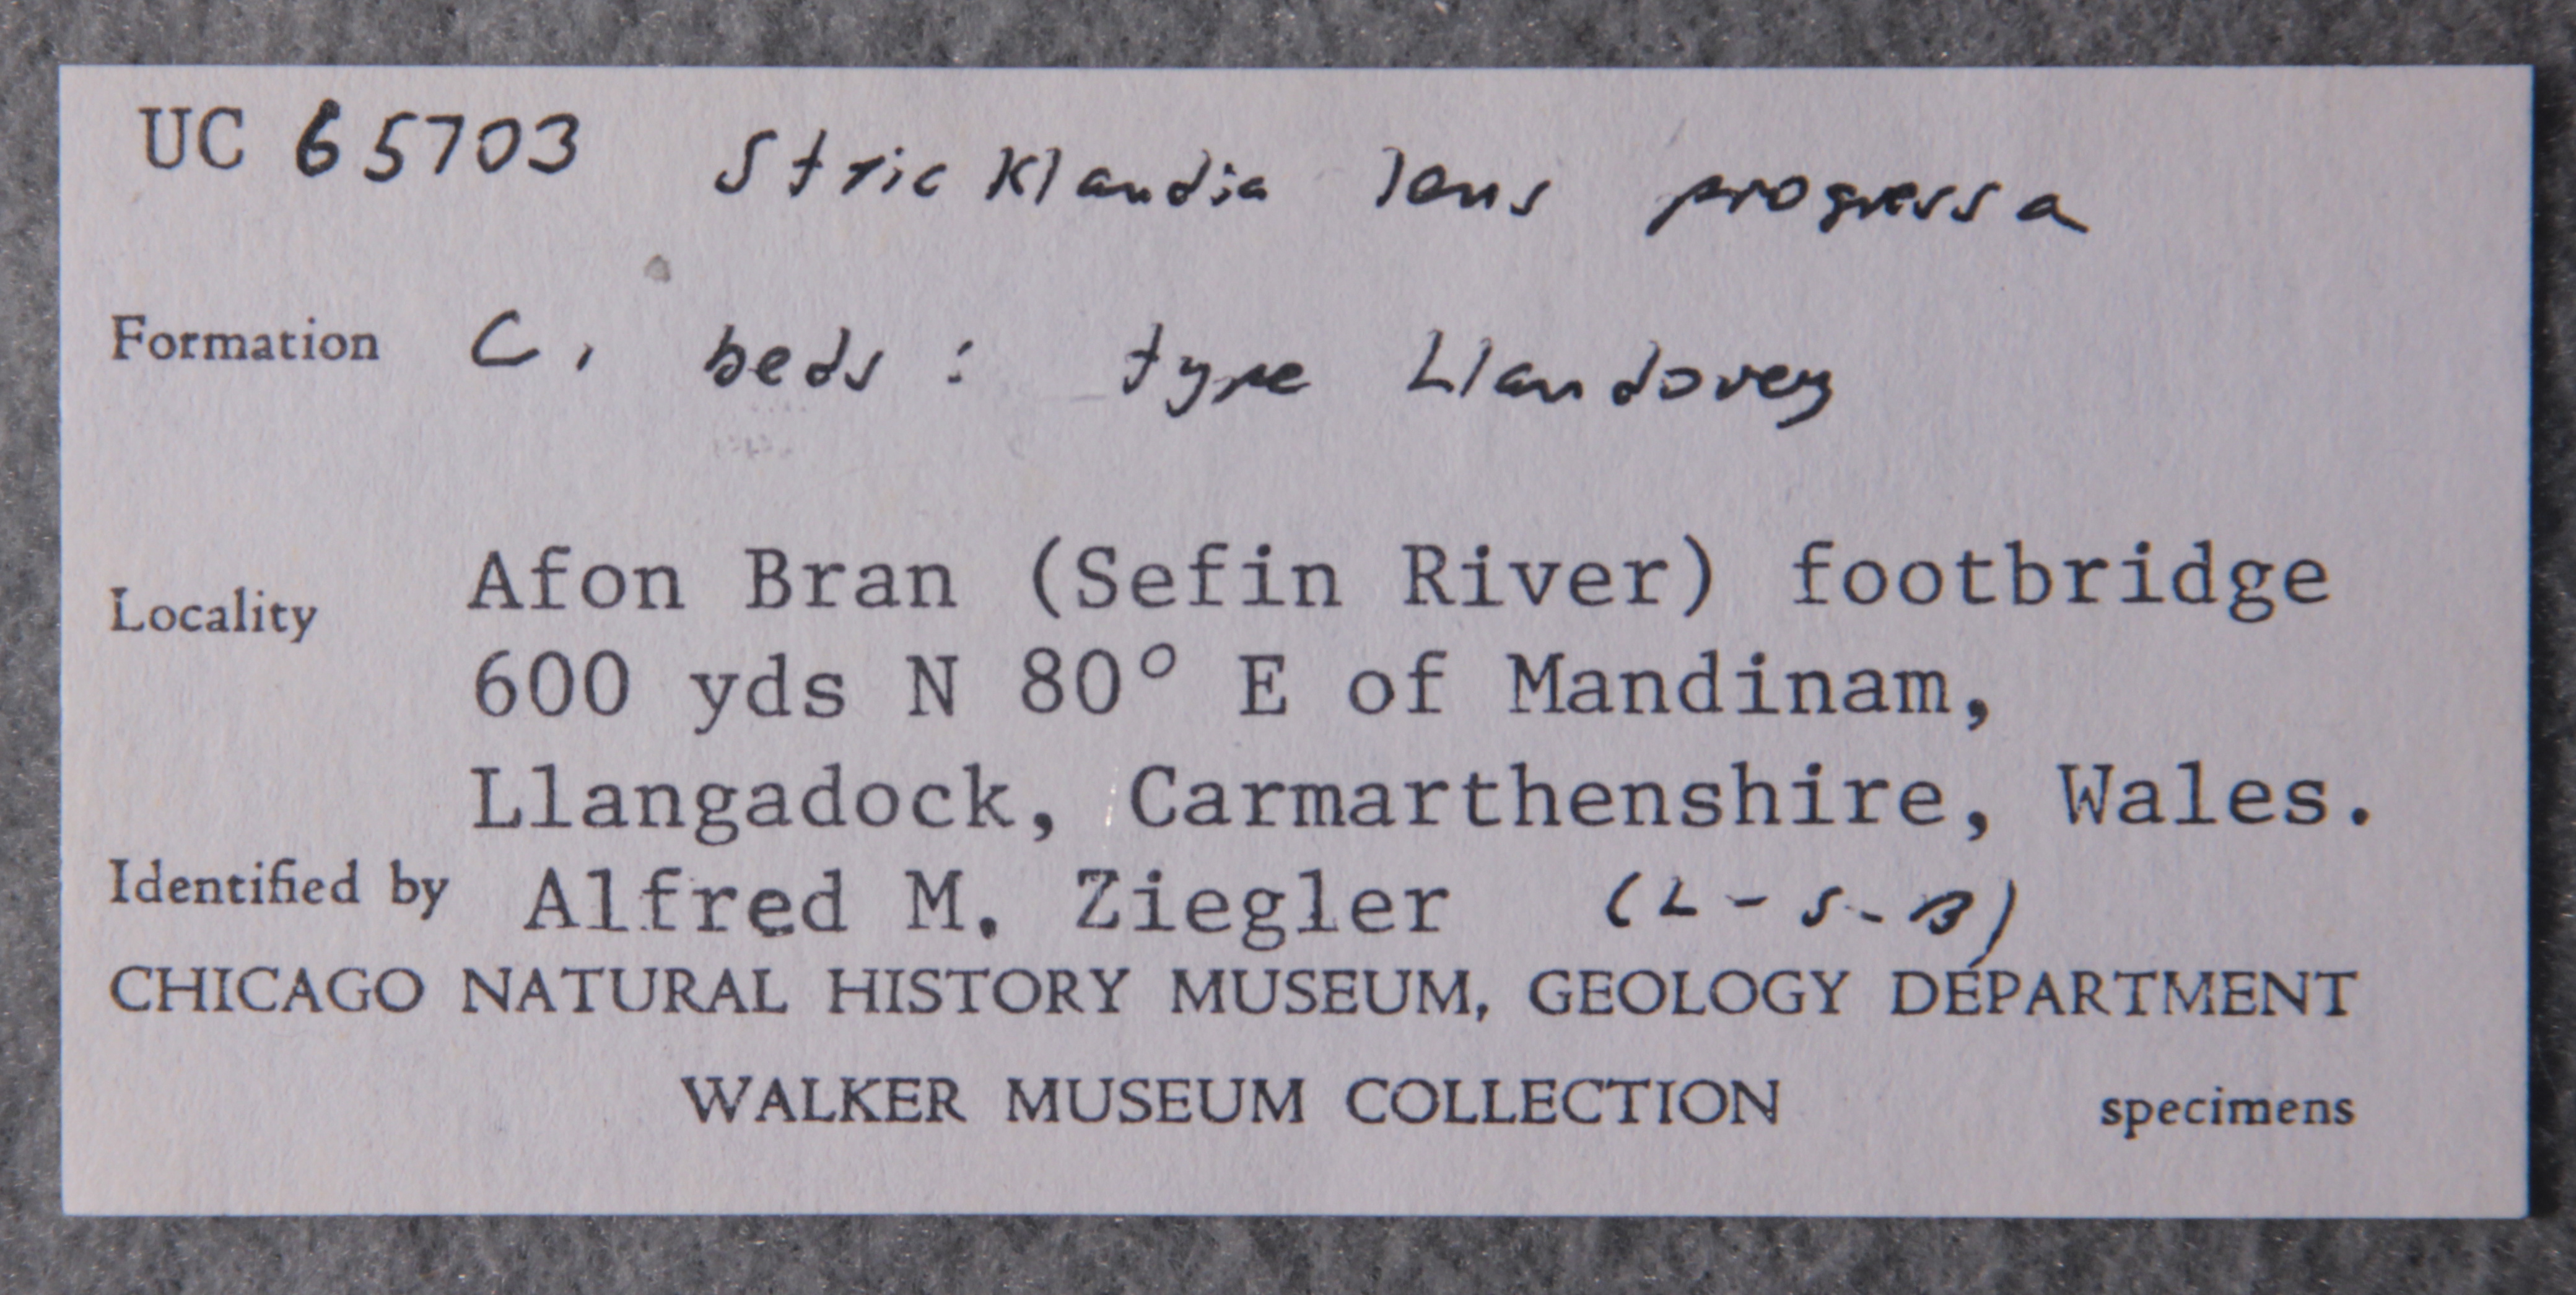 UC 65703 Stricklandia lens progressa
Formation C₁ beds : type Llandovery
Locality Afon Bran (Sefin River) footbridge
600 yds N 80° E of Mandinam,
Llangadock, Carmarthenshire, Wales.
Identified by Alfred M. Ziegler (L-S-B)
CHICAGO NATURAL HISTORY MUSEUM, GEOLOGY DEPARTMENT
WALKER MUSEUM COLLECTION specimens